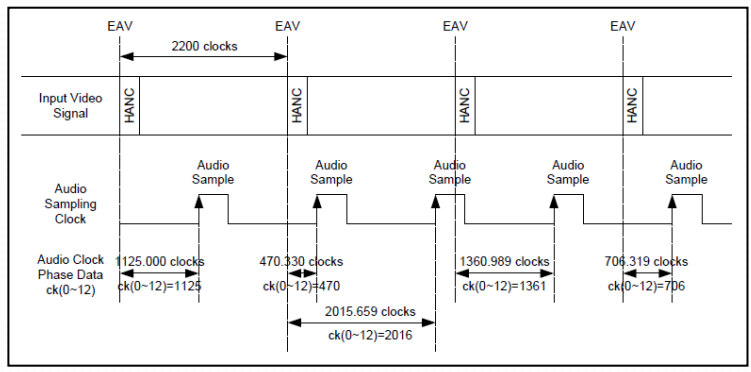 EAV EAV EAV EAV
2200 clocks
Input Video
Signal
HANC HANC HANC HANC
Audio
Sampling
Clock
Audio Audio Audio Audio Audio
Sample Sample Sample Sample Sample
Audio Clock
Phase Data
ck(0~12)
1125.000 clocks 470.330 clocks 1360.989 clocks 706.319 clocks
ck(0~12)=1125 ck(0~12)=470 ck(0~12)=1361 ck(0~12)=706
2015.659 clocks
ck(0~12)=2016